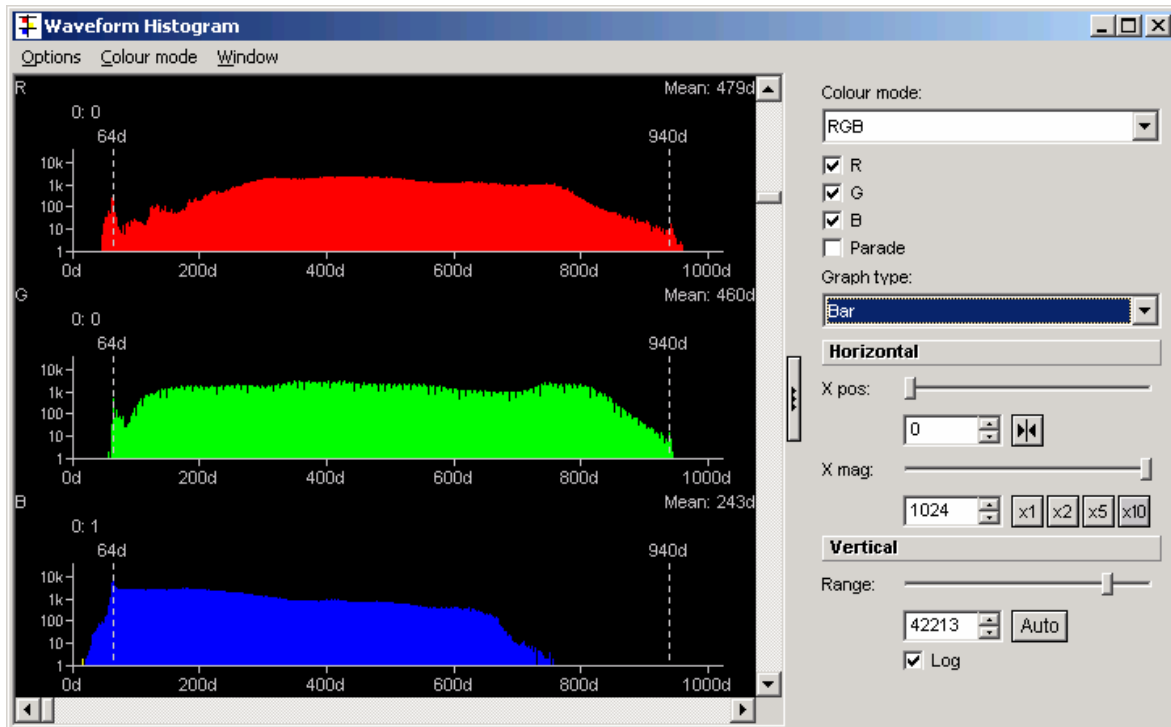 Waveform Histogram
Options Colour mode Window
R Mean: 479d
0: 0
64d 940d
10k
1k
100
10
1
0d 200d 400d 600d 800d 1000d
G Mean: 460d
0: 0
64d 940d
10k
1k
100
10
1
0d 200d 400d 600d 800d 1000d
B Mean: 243d
0: 1
64d 940d
10k
1k
100
10
1
0d 200d 400d 600d 800d 1000d
Colour mode:
RGB
R
G
B
Parade
Graph type:
Bar
Horizontal
X pos:
0
X mag:
1024 x1 x2 x5 x10
Vertical
Range:
42213 Auto
Log